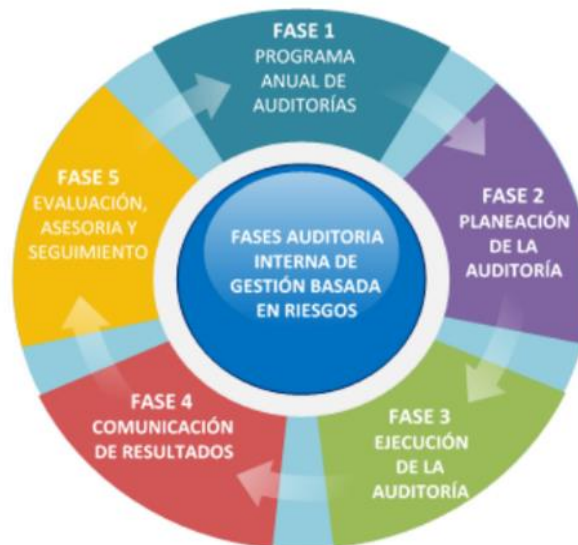 FASE 1
PROGRAMA
ANUAL DE
AUDITORÍAS
FASE 2
PLANEACIÓN
DE LA
AUDITORÍA
FASE 3
EJECUCIÓN
DE LA
AUDITORÍA
FASE 4
COMUNICACIÓN
DE RESULTADOS
FASE 5
EVALUACIÓN,
ASESORIA Y
SEGUIMIENTO
FASES AUDITORIA
INTERNA DE
GESTIÓN BASADA
EN RIESGOS